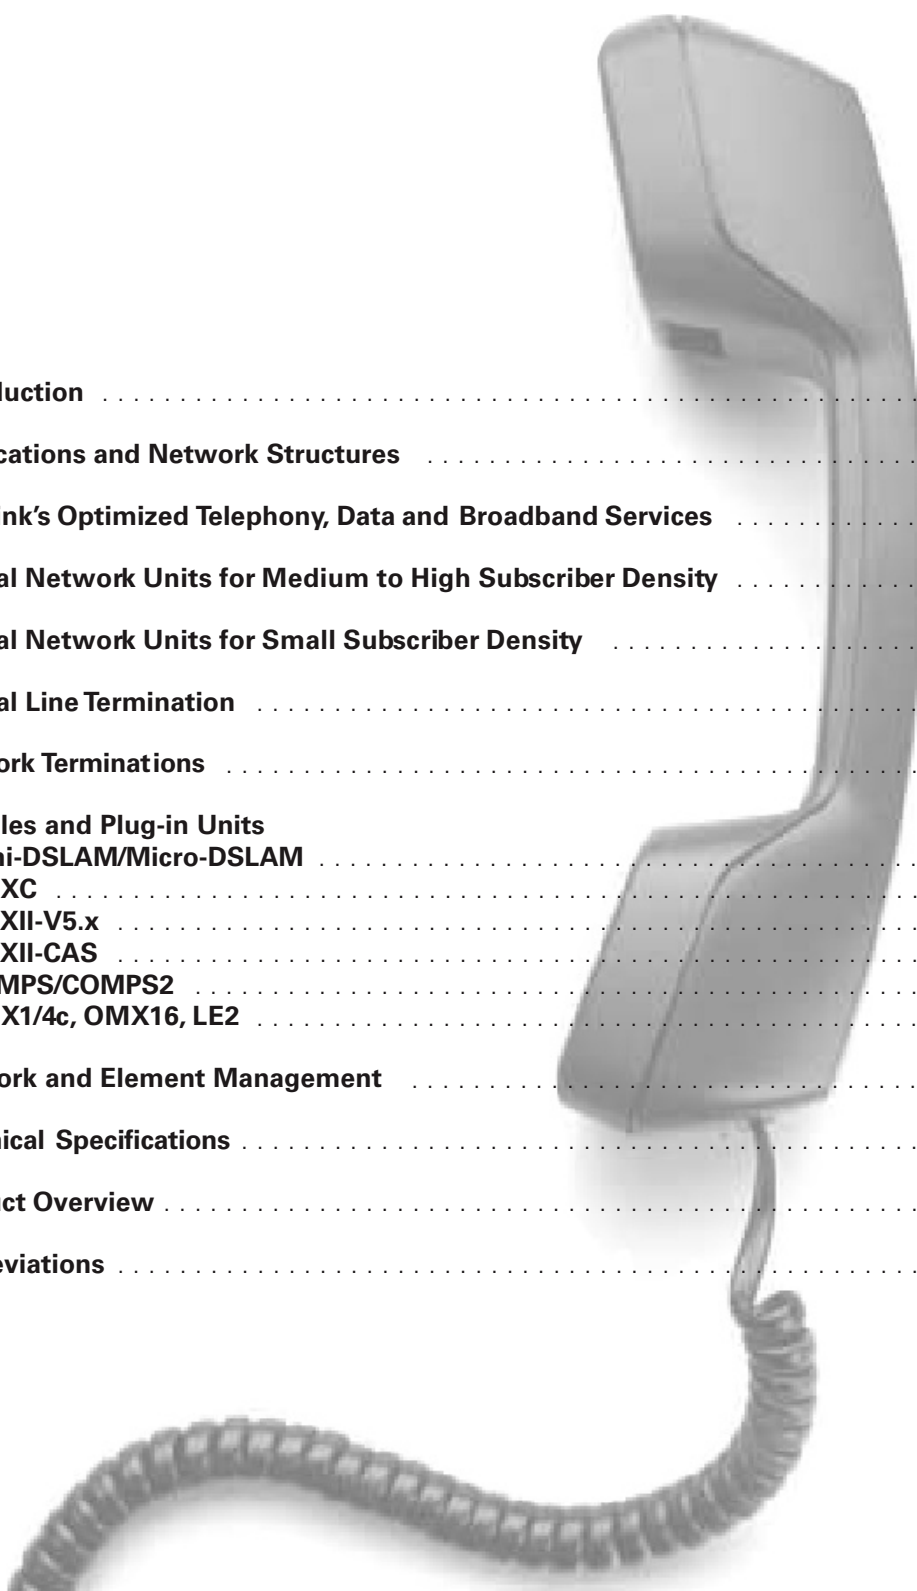 luction . . . . . . . . . . . . . . . . . . . . . . . . . . . . . . . . . . . . . . . . . . . . . . . . . . . . .
cations and Network Structures . . . . . . . . . . . . . . . . . . . . . . . . . . . . . . . .
ink's Optimized Telephony, Data and Broadband Services . . . . . . . . . . . .
al Network Units for Medium to High Subscriber Density . . . . . . . . . . . .
al Network Units for Small Subscriber Density . . . . . . . . . . . . . . . . . . . .
al Line Termination . . . . . . . . . . . . . . . . . . . . . . . . . . . . . . . . . . . . . . . . . . .
ork Terminations . . . . . . . . . . . . . . . . . . . . . . . . . . . . . . . . . . . . . . . . . . . . .
les and Plug-in Units
ni-DSLAM/Micro-DSLAM . . . . . . . . . . . . . . . . . . . . . . . . . . . . . . . . . . . . . . .
XC . . . . . . . . . . . . . . . . . . . . . . . . . . . . . . . . . . . . . . . . . . . . . . . . . . . . . . . .
XII-V5.x . . . . . . . . . . . . . . . . . . . . . . . . . . . . . . . . . . . . . . . . . . . . . . . . . . . .
XII-CAS . . . . . . . . . . . . . . . . . . . . . . . . . . . . . . . . . . . . . . . . . . . . . . . . . . . .
MPS/COMPS2 . . . . . . . . . . . . . . . . . . . . . . . . . . . . . . . . . . . . . . . . . . . . . . .
X1/4c, OMX16, LE2 . . . . . . . . . . . . . . . . . . . . . . . . . . . . . . . . . . . . . . . . . . .
ork and Element Management . . . . . . . . . . . . . . . . . . . . . . . . . . . . . . . . .
nical Specifications . . . . . . . . . . . . . . . . . . . . . . . . . . . . . . . . . . . . . . . . . . . .
uct Overview . . . . . . . . . . . . . . . . . . . . . . . . . . . . . . . . . . . . . . . . . . . . . . . . .
eviations . . . . . . . . . . . . . . . . . . . . . . . . . . . . . . . . . . . . . . . . . . . . . . . . . . . .